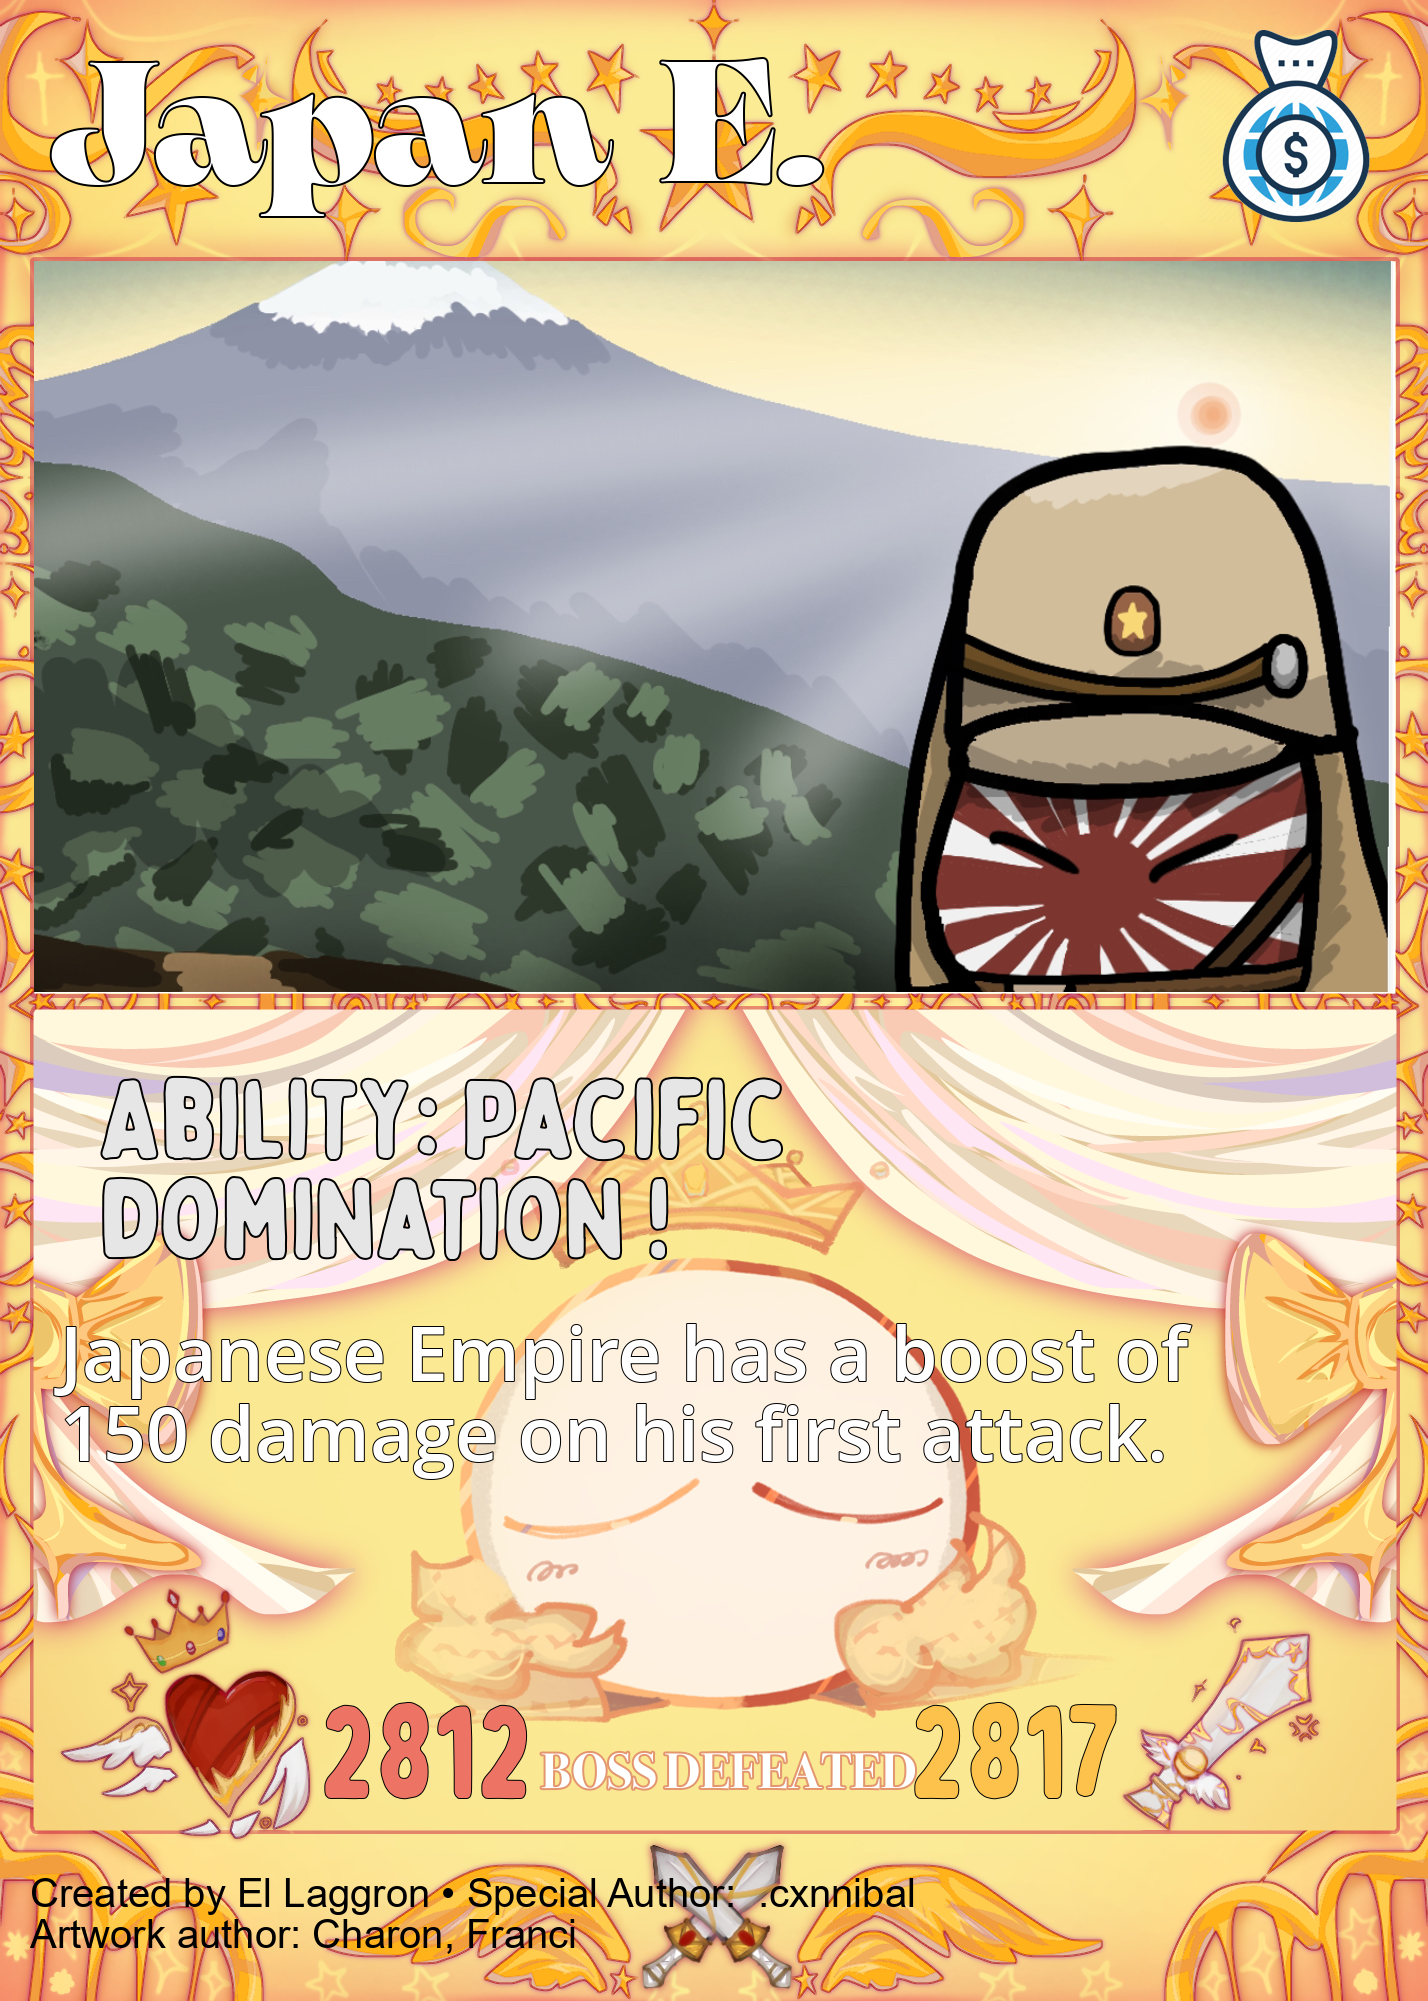 Japan E.
$
ABILITY: PACIFIC
DOMINATION !
Japanese Empire has a boost of
150 damage on his first attack.
2812 BOSS DEFEATED 2817
Created by El Laggron • Special Author: .cxnnibal
Artwork author: Charon, Franci